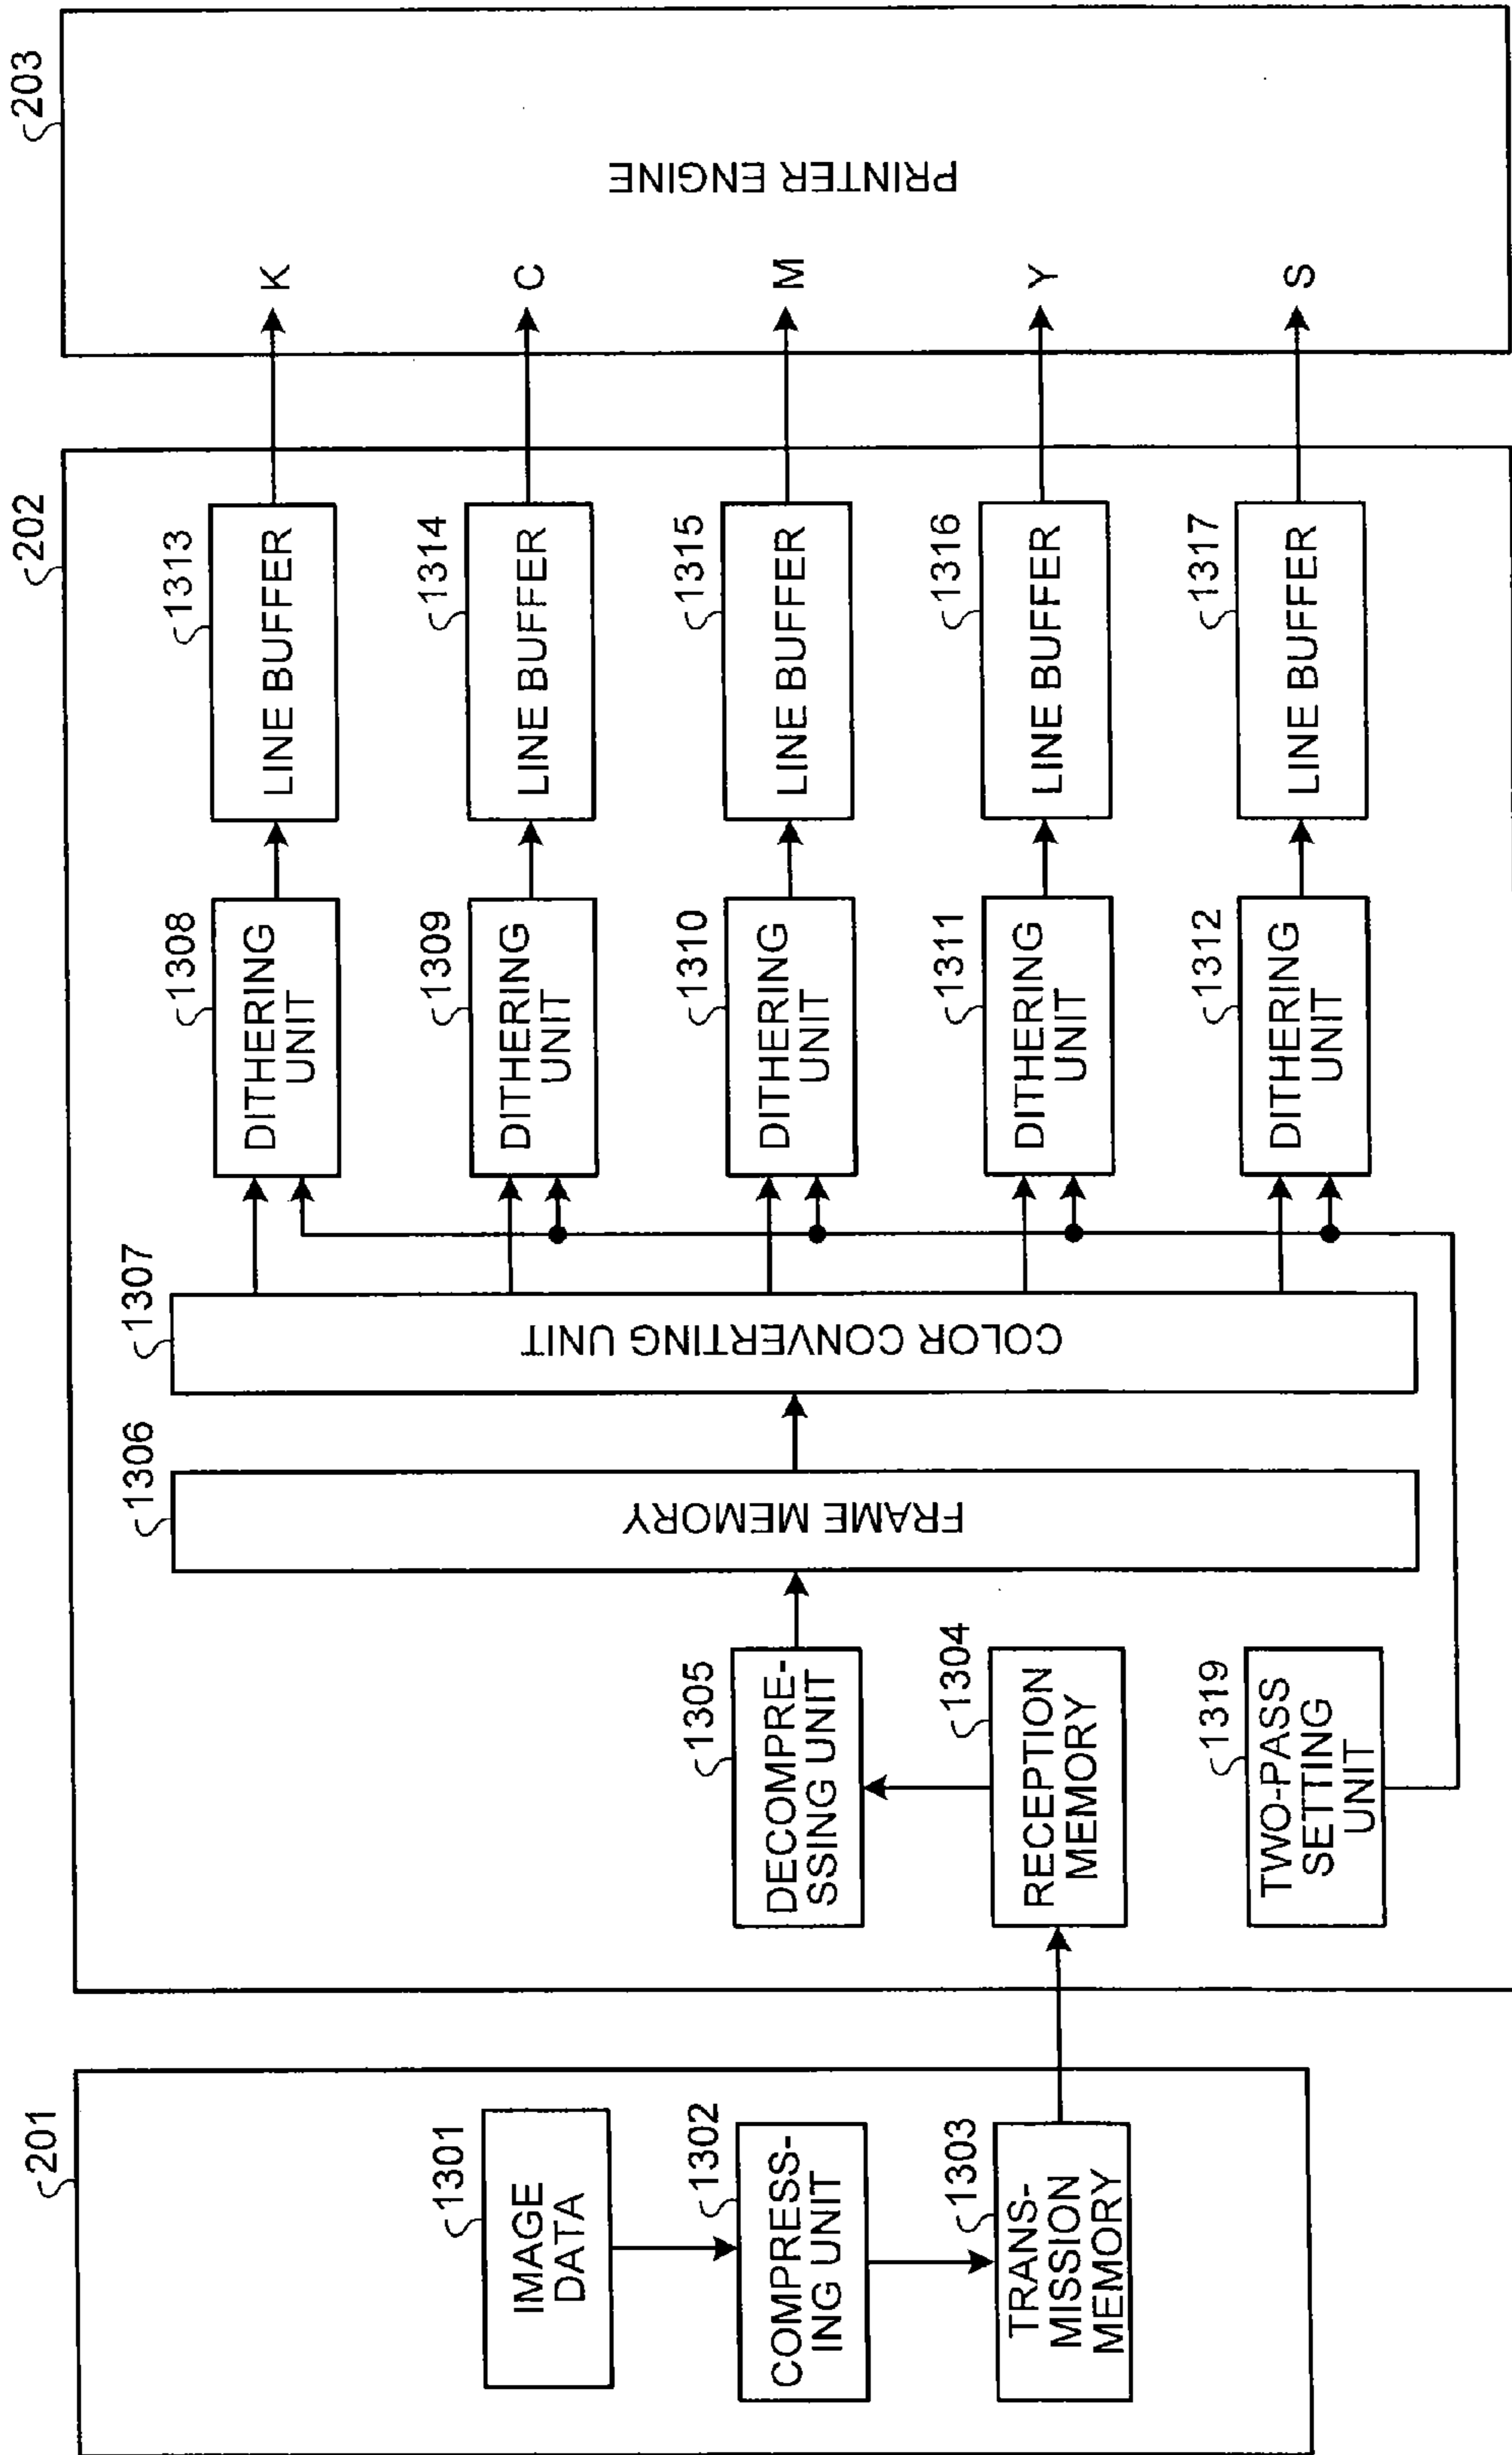 201
1301
IMAGE
DATA
1302
COMPRESS-
ING UNIT
1303
TRANS-
MISSION
MEMORY
202
1305
DECOMPRE-
SSING UNIT
1304
RECEPTION
MEMORY
1319
TWO-PASS
SETTING
UNIT
1306
FRAME MEMORY
1307
COLOR CONVERTING UNIT
1308
DITHERING
UNIT
1309
DITHERING
UNIT
1310
DITHERING
UNIT
1311
DITHERING
UNIT
1312
DITHERING
UNIT
1313
LINE BUFFER
1314
LINE BUFFER
1315
LINE BUFFER
1316
LINE BUFFER
1317
LINE BUFFER
203
K
C
M
Y
S
PRINTER ENGINE